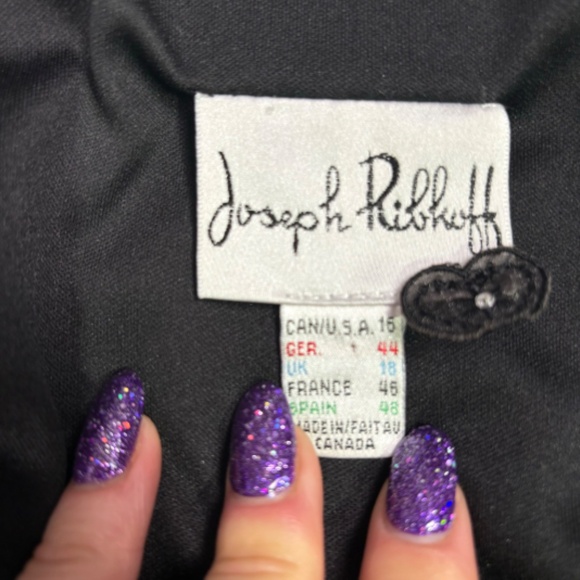 Joseph Ribkoff
CAN/U.S.A. 16
GER. 44
UK 18
FRANCE 46
SPAIN 48
MADE IN/FAIT AU
CANADA